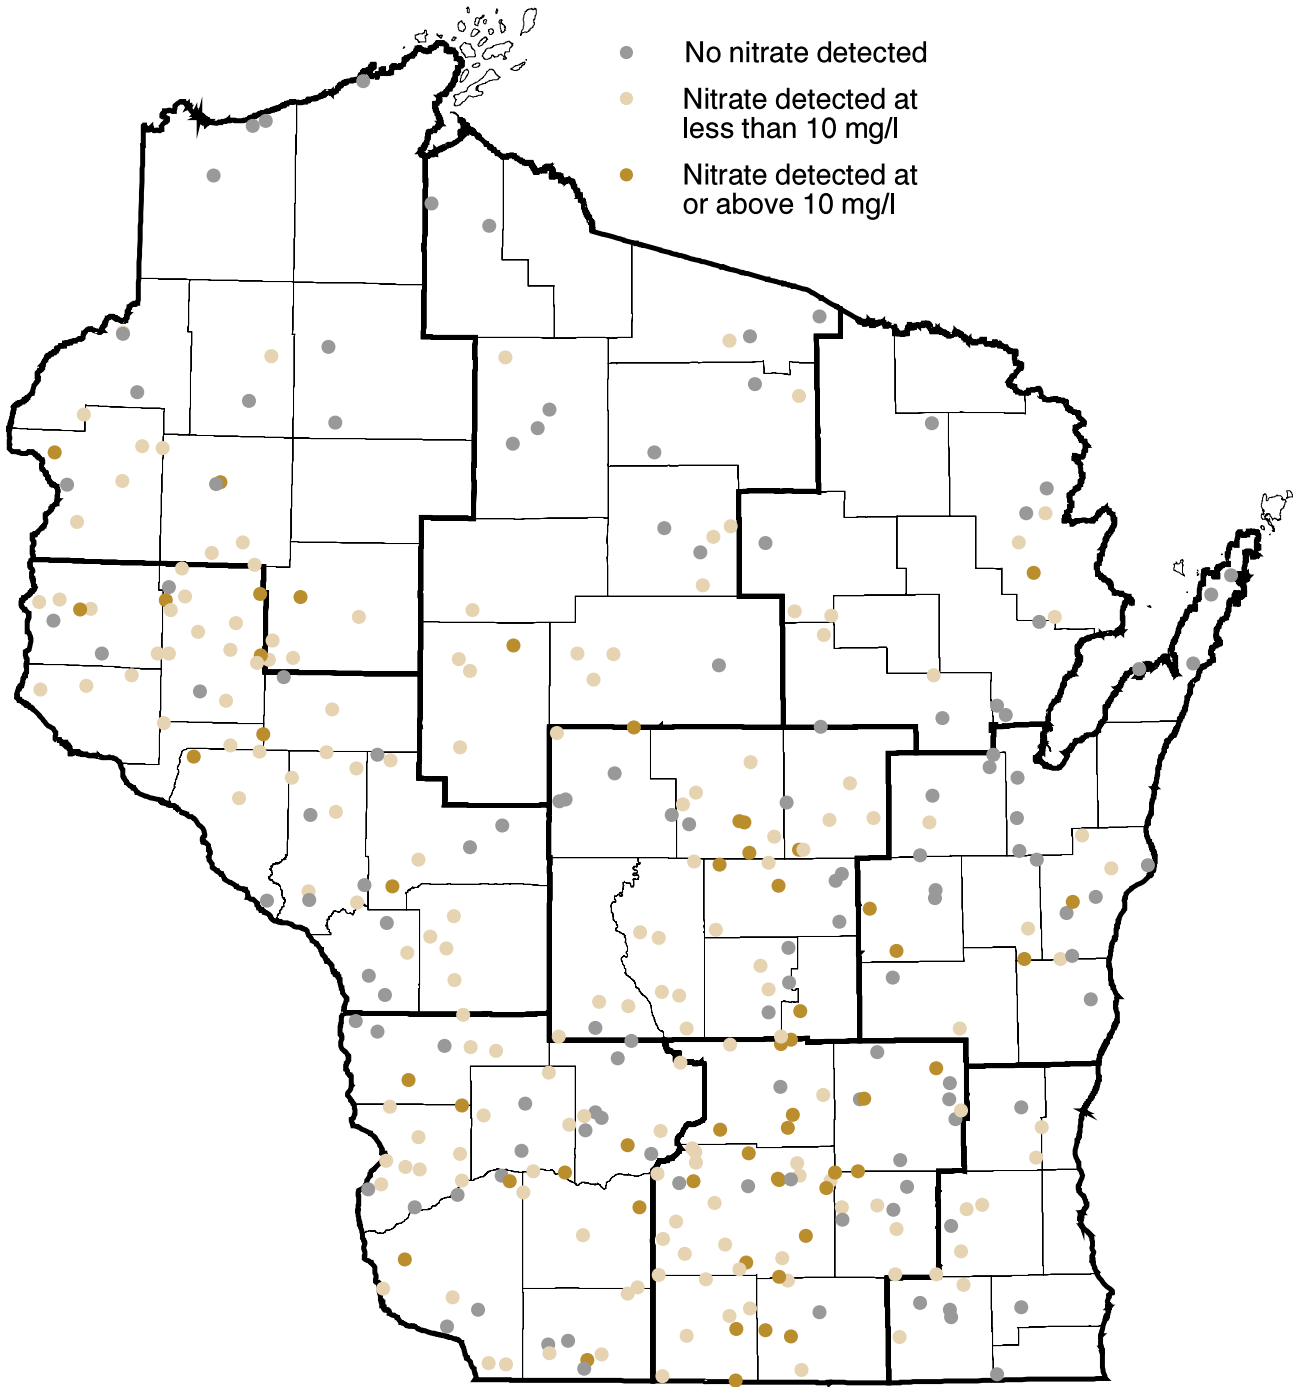 No nitrate detected
Nitrate detected at
less than 10 mg/l
Nitrate detected at
or above 10 mg/l